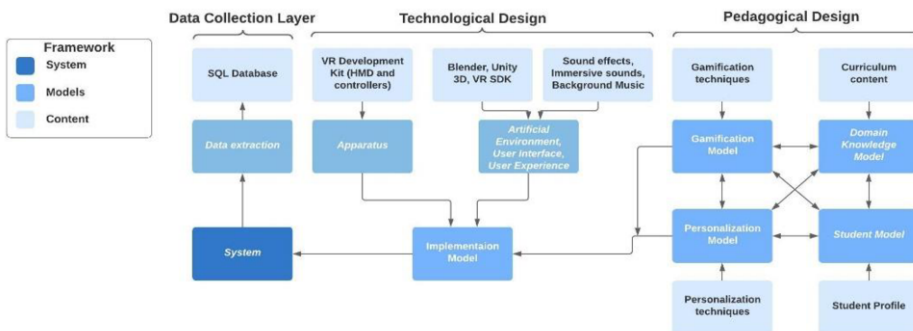 Data Collection Layer
Technological Design
Pedagogical Design
Framework
System
Models
Content
SQL Database
VR Development
Kit (HMD and
controllers)
Blender, Unity
3D, VR SDK
Sound effects,
Immersive sounds,
Background Music
Gamification
techniques
Curriculum
content
Data extraction
Apparatus
Artificial
Environment,
User Interface,
User Experience
Gamification
Model
Domain
Knowledge
Model
System
Implementaion
Model
Personalization
Model
Student Model
Personalization
techniques
Student Profile